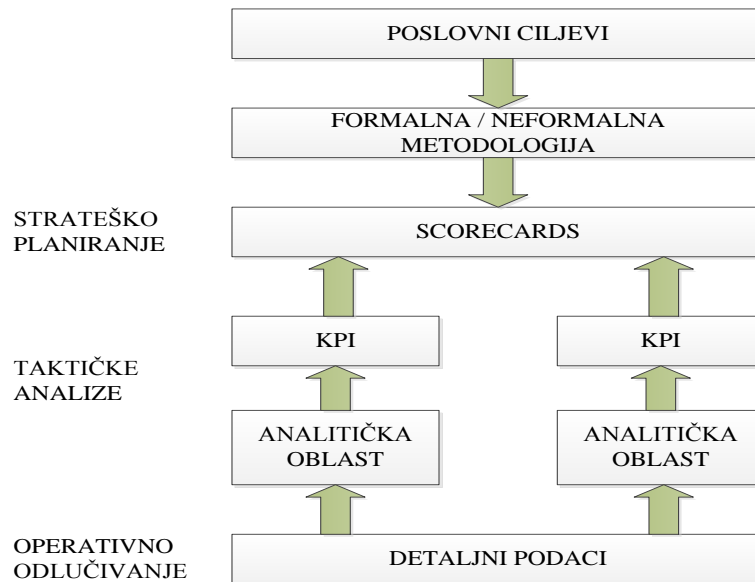 POSLOVNI CILJEVI
FORMALNA / NEFORMALNA
METODOLOGIJA
STRATEŠKO
PLANIRANJE
SCORECARDS
KPI
KPI
TAKTIČKE
ANALIZE
ANALITIČKA
OBLAST
ANALITIČKA
OBLAST
OPERATIVNO
ODLUČIVANJE
DETALJNI PODACI